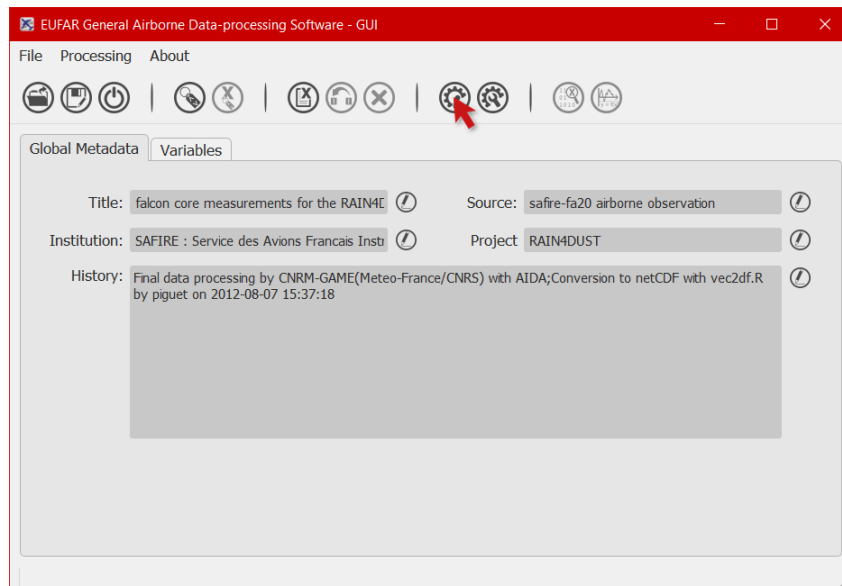 EUFAR General Airborne Data-processing Software - GUI
File Processing About
Global Metadata Variables
Title: falcon core measurements for the RAIN4D Source: safire-fa20 airborne observation
Institution: SAFIRE : Service des Avions Francais Instr Project RAIN4DUST
History: Final data processing by CNRM-GAME(Meteo-France/CNRS) with AIDA;Conversion to netCDF with vec2df.R
by piguet on 2012-08-07 15:37:18